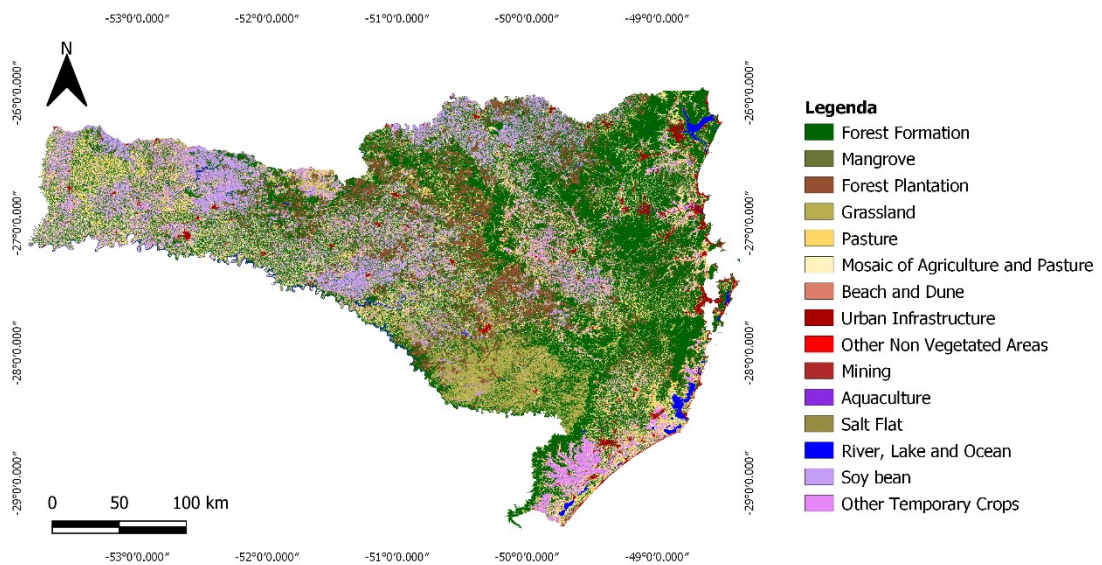 -53°0′0.000″ -52°0′0.000″ -51°0′0.000″ -50°0′0.000″ -49°0′0.000″
N
-26°0′0.000″ -26°0′0.000″
-27°0′0.000″ -27°0′0.000″
-28°0′0.000″ -28°0′0.000″
-29°0′0.000″ -29°0′0.000″
0 50 100 km
-53°0′0.000″ -52°0′0.000″ -51°0′0.000″ -50°0′0.000″ -49°0′0.000″
Legenda
Forest Formation
Mangrove
Forest Plantation
Grassland
Pasture
Mosaic of Agriculture and Pasture
Beach and Dune
Urban Infrastructure
Other Non Vegetated Areas
Mining
Aquaculture
Salt Flat
River, Lake and Ocean
Soy bean
Other Temporary Crops